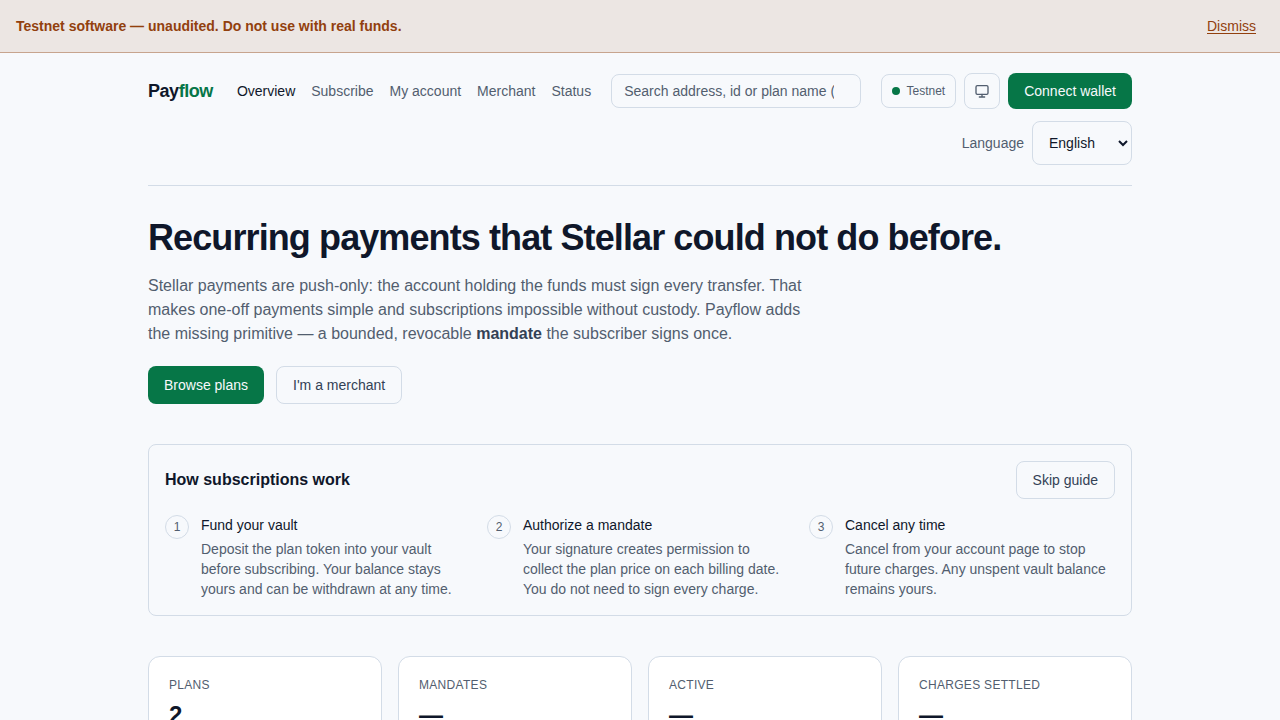 Testnet software — unaudited. Do not use with real funds.
Dismiss
Payflow
Overview
Subscribe
My account
Merchant
Status
Search address, id or plan name (
Testnet
Connect wallet
Language
English
Recurring payments that Stellar could not do before.
Stellar payments are push-only: the account holding the funds must sign every transfer. That
makes one-off payments simple and subscriptions impossible without custody. Payflow adds
the missing primitive — a bounded, revocable mandate the subscriber signs once.
Browse plans
I'm a merchant
How subscriptions work
Skip guide
1
Fund your vault
Deposit the plan token into your vault
before subscribing. Your balance stays
yours and can be withdrawn at any time.
2
Authorize a mandate
Your signature creates permission to
collect the plan price on each billing date.
You do not need to sign every charge.
3
Cancel any time
Cancel from your account page to stop
future charges. Any unspent vault balance
remains yours.
PLANS
2
MANDATES
—
ACTIVE
—
CHARGES SETTLED
—